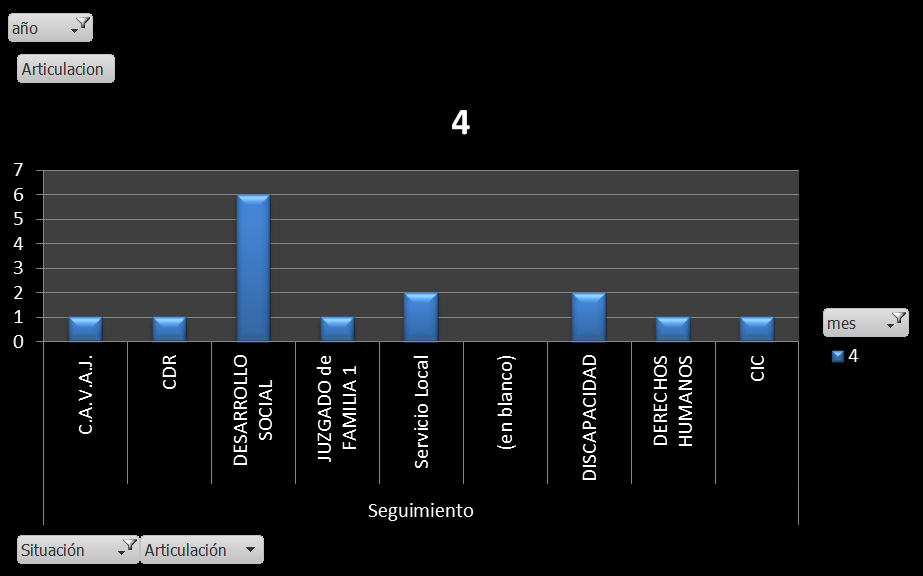 año
Articulacion
4
7
6
5
4
3
2
1
0
C.A.V.A.J.
CDR
DESARROLLO
SOCIAL
JUZGADO de
FAMILIA 1
Servicio Local
(en blanco)
DISCAPACIDAD
DERECHOS
HUMANOS
CIC
Seguimiento
mes
4
Situación
Articulación